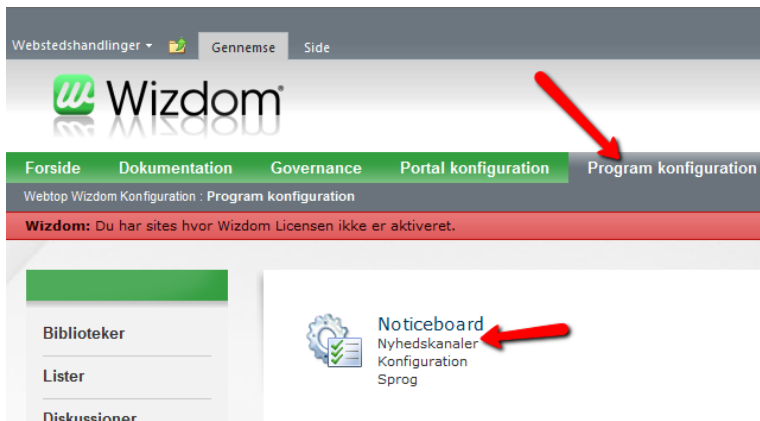 Webstedshandlinger Gennemse Side
Wizdom®
Forside Dokumentation Governance Portal konfiguration Program konfiguration
Webtop Wizdom Konfiguration : Program konfiguration
Wizdom: Du har sites hvor Wizdom Licensen ikke er aktiveret.
Biblioteker
Lister
Diskussioner
Noticeboard
Nyhedskanaler
Konfiguration
Sprog